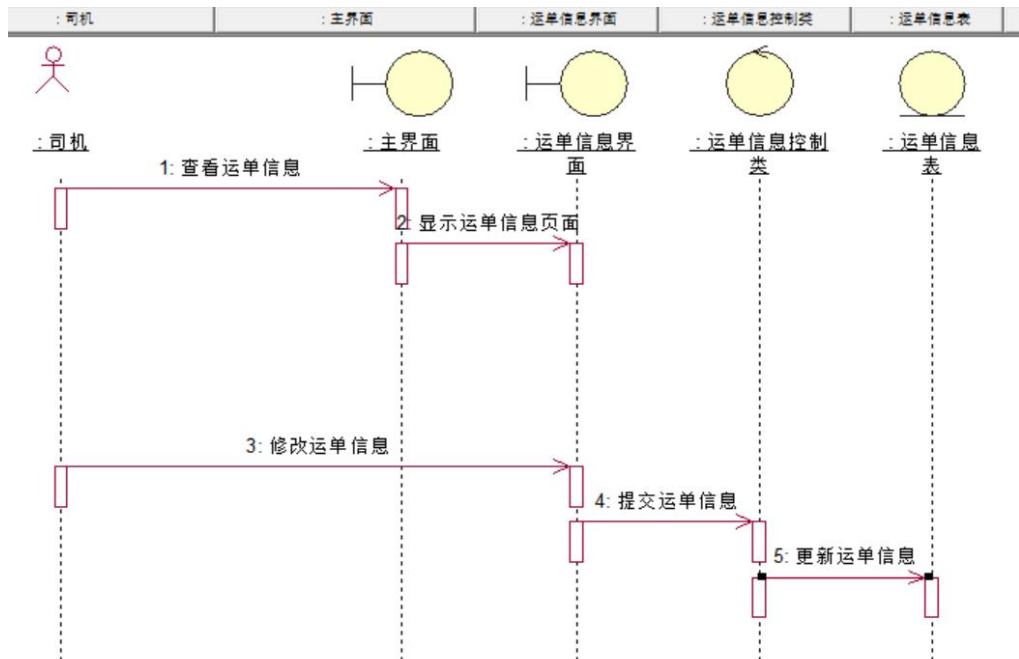 : 司机
: 主界面
: 运单信息界面
: 运单信息控制类
: 运单信息表
: 司机
: 主界面
: 运单信息界
面
: 运单信息控制
类
: 运单信息
表
1: 查看运单信息
2: 显示运单信息页面
3: 修改运单信息
4: 提交运单信息
5: 更新运单信息